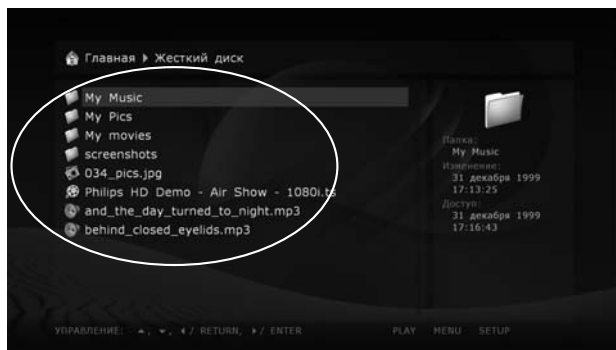 Главная ▶ Жесткий диск
My Music
My Pics
My movies
screenshots
034_pics.jpg
Philips HD Demo - Air Show - 1080i.ts
and_the_day_turned_to_night.mp3
behind_closed_eyelids.mp3
Папка:
My Music
Изменение:
31 декабря 1999
17:13:25
Доступ:
31 декабря 1999
17:16:43
УПРАВЛЕНИЕ: ▲, ▼, ◀/ RETURN, ▶/ ENTER PLAY MENU SETUP